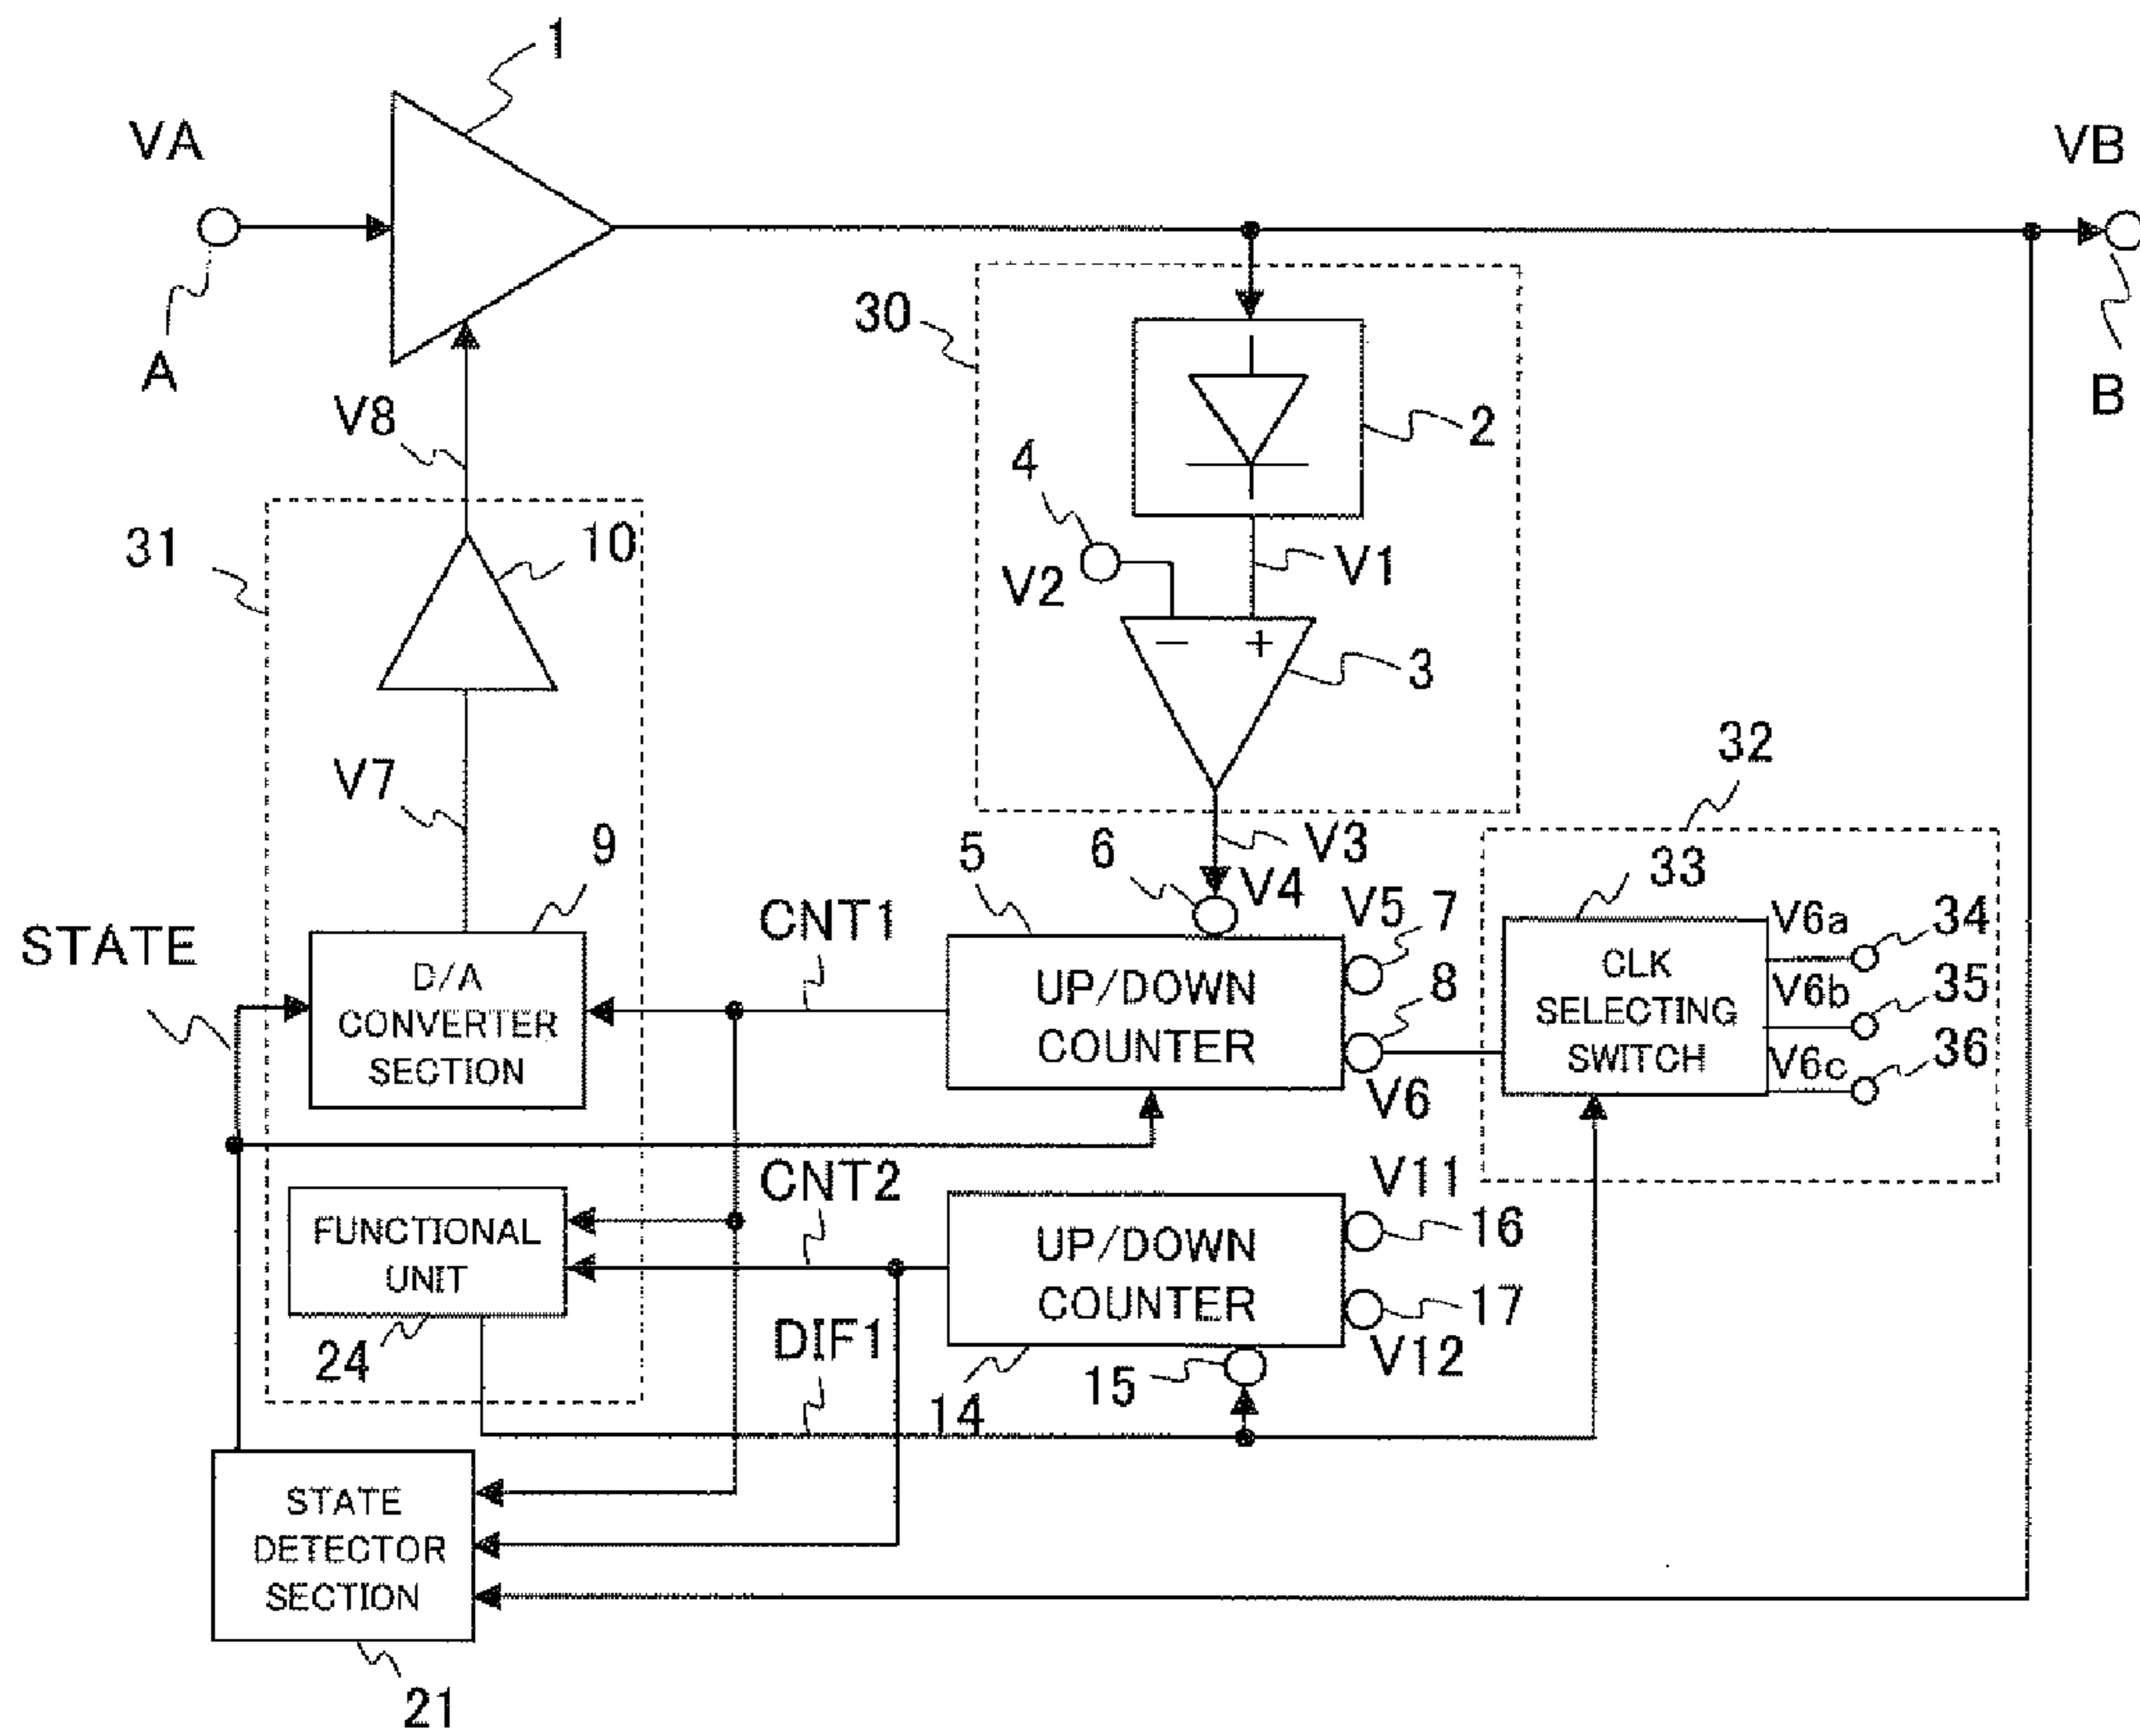 1
VA
VB
A
B
30
V8
2
4
31
10
V2
V1
3
V7
32
9
5
6
V3
V4
33
STATE
CNT1
V5
7
V6a
34
D/A
CONVERTER
SECTION
UP/DOWN
COUNTER
8
CLK
SELECTING
SWITCH
V6b
35
V6c
36
V6
CNT2
V11
FUNCTIONAL
UNIT
UP/DOWN
COUNTER
16
17
24
DIF1
V12
15
14
STATE
DETECTOR
SECTION
21